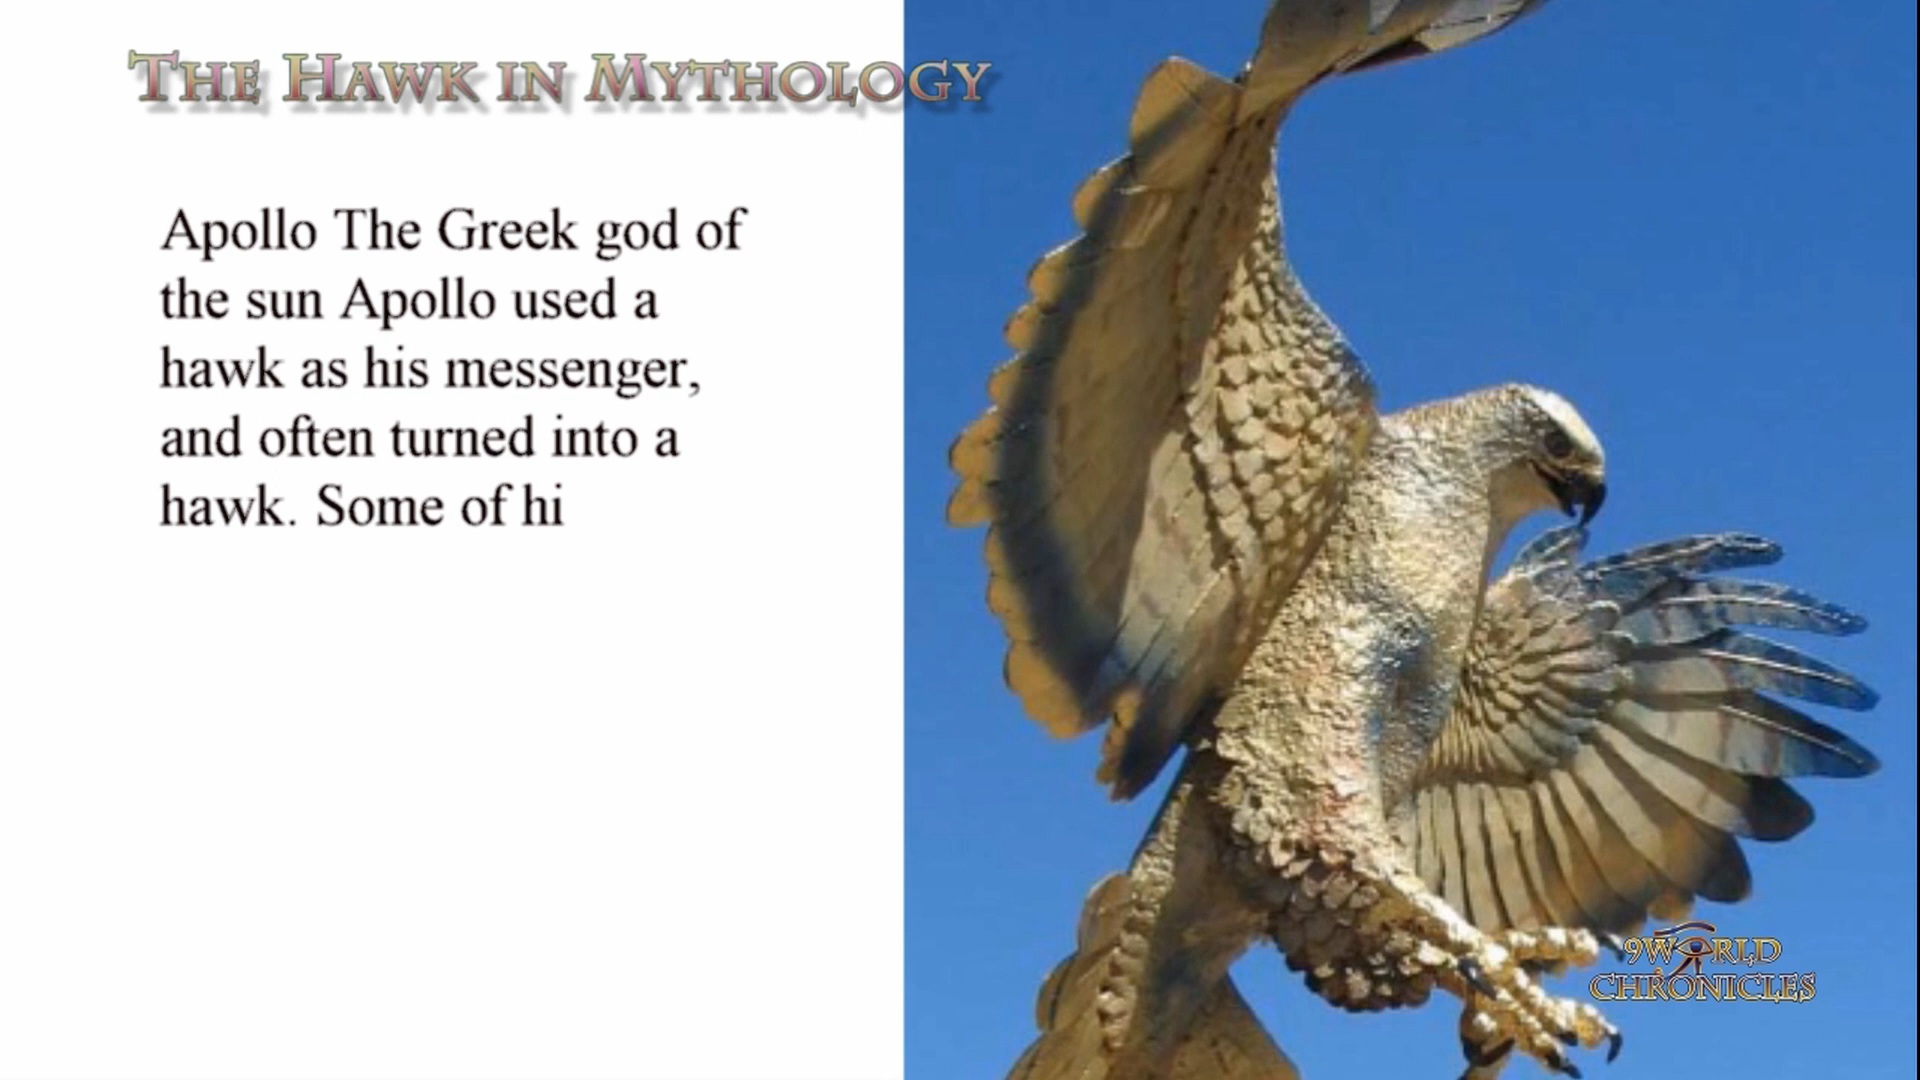 The Hawk in Mythology
Apollo The Greek god of
the sun Apollo used a
hawk as his messenger,
and often turned into a
hawk. Some of hi
9WORLD
CHRONICLES